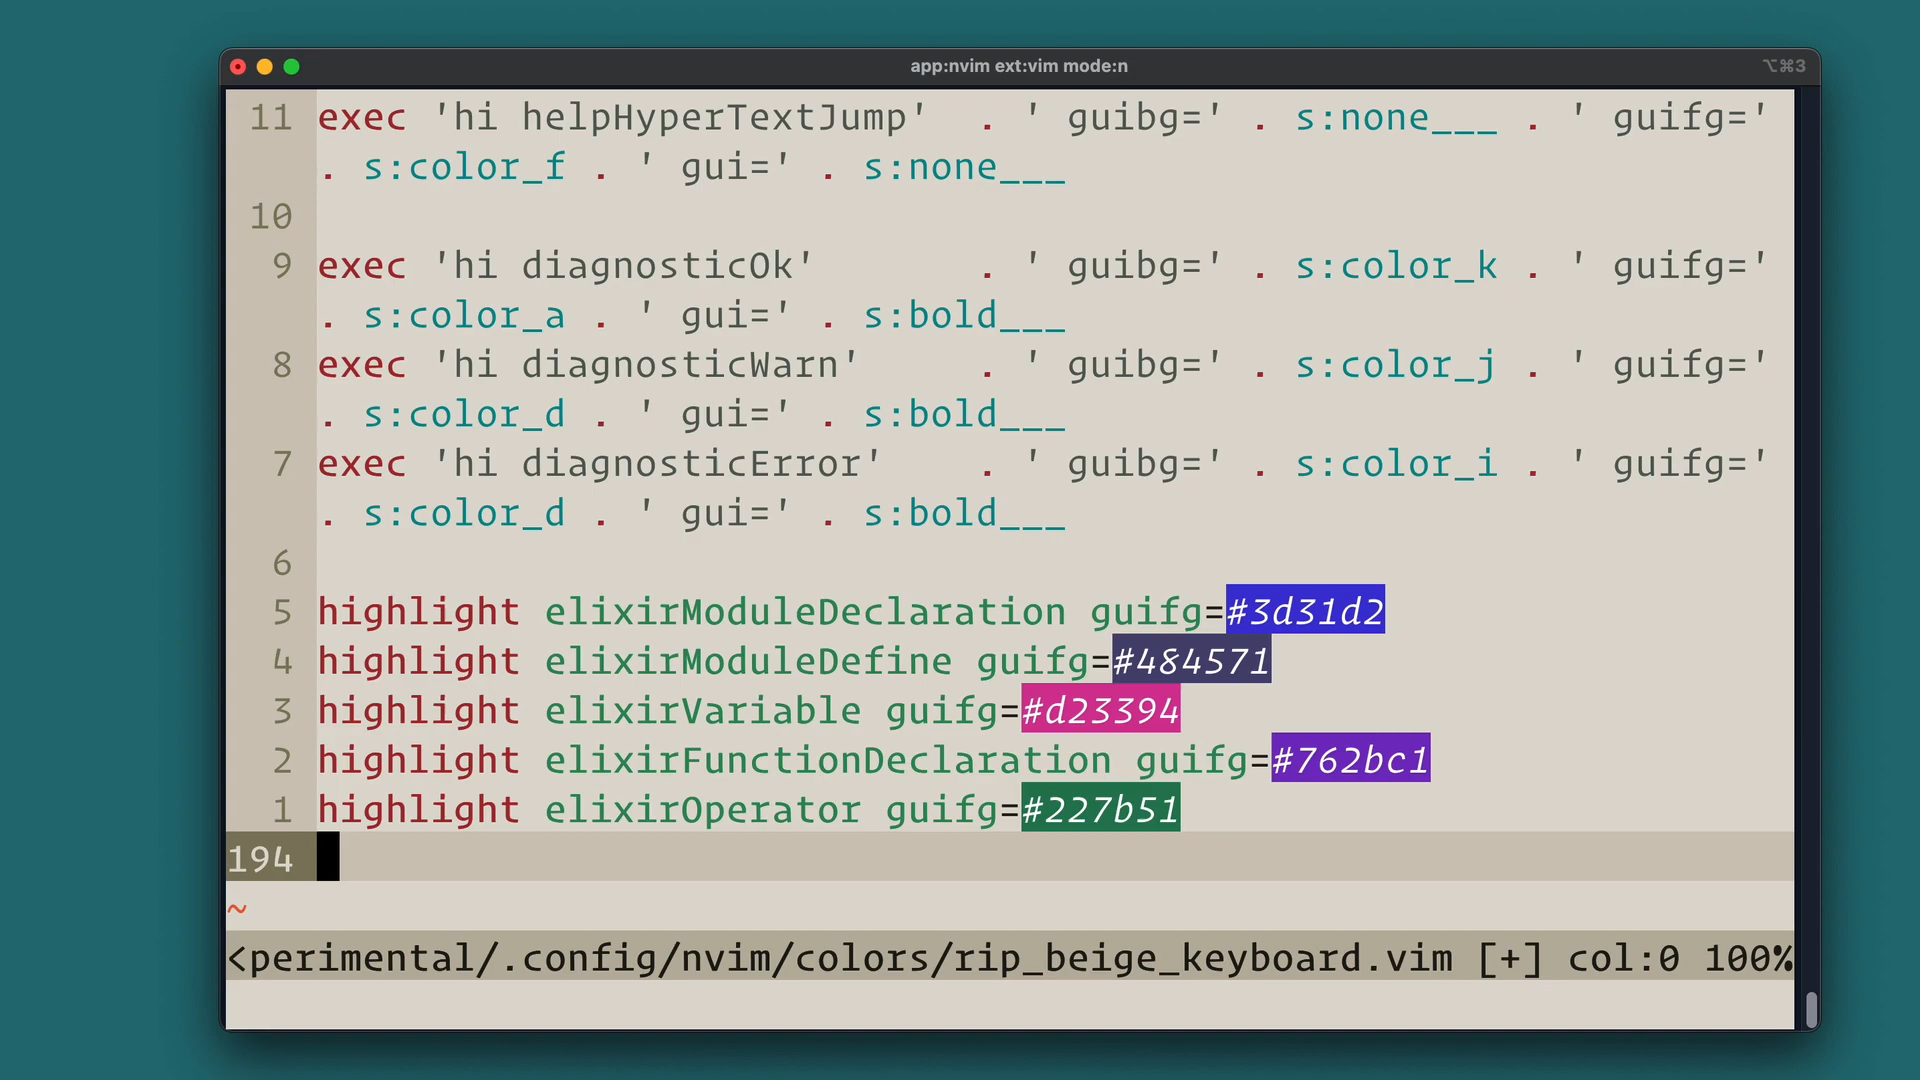 app:nvim ext:vim mode:n
⌥⌘3
11 exec 'hi helpHyperTextJump'   . ' guibg=' . s:none___ . ' guifg='
. s:color_f . ' gui=' . s:none___
10
9 exec 'hi diagnosticOk'       . ' guibg=' . s:color_k . ' guifg='
. s:color_a . ' gui=' . s:bold___
8 exec 'hi diagnosticWarn'     . ' guibg=' . s:color_j . ' guifg='
. s:color_d . ' gui=' . s:bold___
7 exec 'hi diagnosticError'    . ' guibg=' . s:color_i . ' guifg='
. s:color_d . ' gui=' . s:bold___
6
5 highlight elixirModuleDeclaration guifg=#3d31d2
4 highlight elixirModuleDefine guifg=#484571
3 highlight elixirVariable guifg=#d23394
2 highlight elixirFunctionDeclaration guifg=#762bc1
1 highlight elixirOperator guifg=#227b51
194
~
<perimental/.config/nvim/colors/rip_beige_keyboard.vim [+] col:0 100%